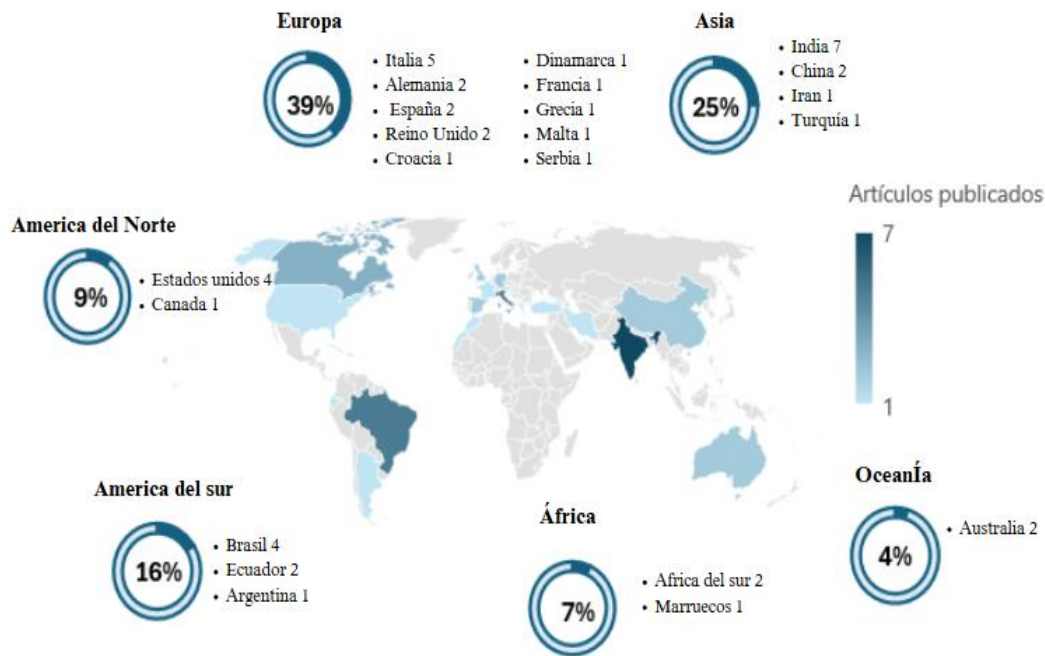 Europa
39%
• Italia 5
• Alemania 2
• España 2
• Reino Unido 2
• Croacia 1
• Dinamarca 1
• Francia 1
• Grecia 1
• Malta 1
• Serbia 1
Asia
25%
• India 7
• China 2
• Iran 1
• Turquía 1
Artículos publicados
7
1
America del Norte
9%
• Estados unidos 4
• Canada 1
America del sur
16%
• Brasil 4
• Ecuador 2
• Argentina 1
África
7%
• Africa del sur 2
• Marruecos 1
OceanÍa
4%
• Australia 2